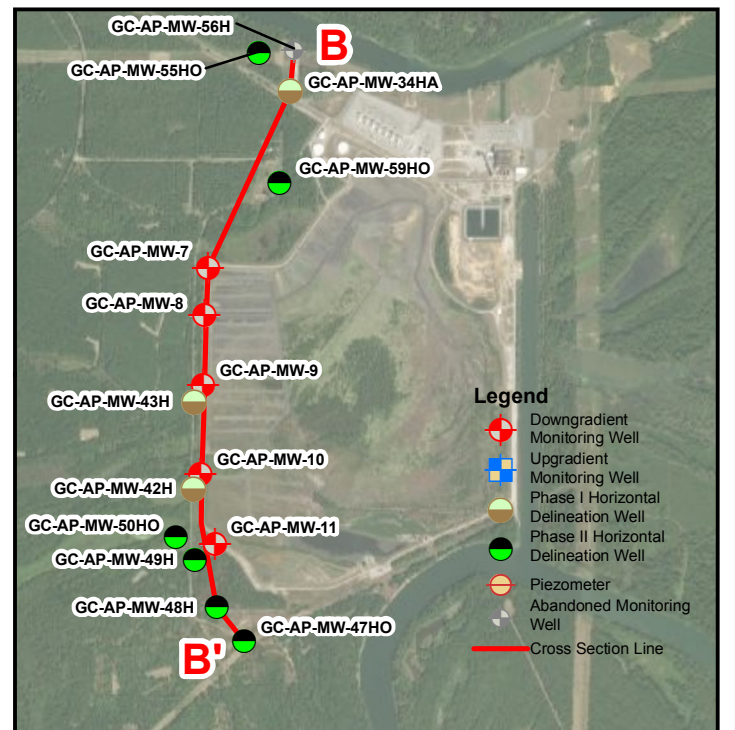 GC-AP-MW-56H
B
GC-AP-MW-55HO
GC-AP-MW-34HA
GC-AP-MW-59HO
GC-AP-MW-7
GC-AP-MW-8
GC-AP-MW-9
GC-AP-MW-43H
GC-AP-MW-10
GC-AP-MW-42H
GC-AP-MW-50HO
GC-AP-MW-11
GC-AP-MW-49H
GC-AP-MW-48H
GC-AP-MW-47HO
B'
Legend
Downgradient
Monitoring Well
Upgradient
Monitoring Well
Phase I Horizontal
Delineation Well
Phase II Horizontal
Delineation Well
Piezometer
Abandoned Monitoring
Well
Cross Section Line